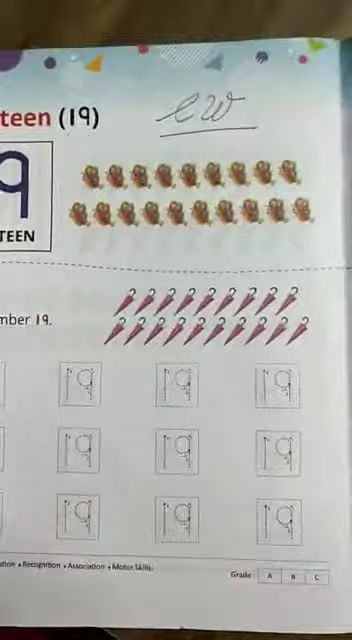 teen (19)
9
TEEN
mber 19.
19 19 19
19 19 19
19 19 19
ation • Recognition • Association • Motor Skills.
Grade : A B C